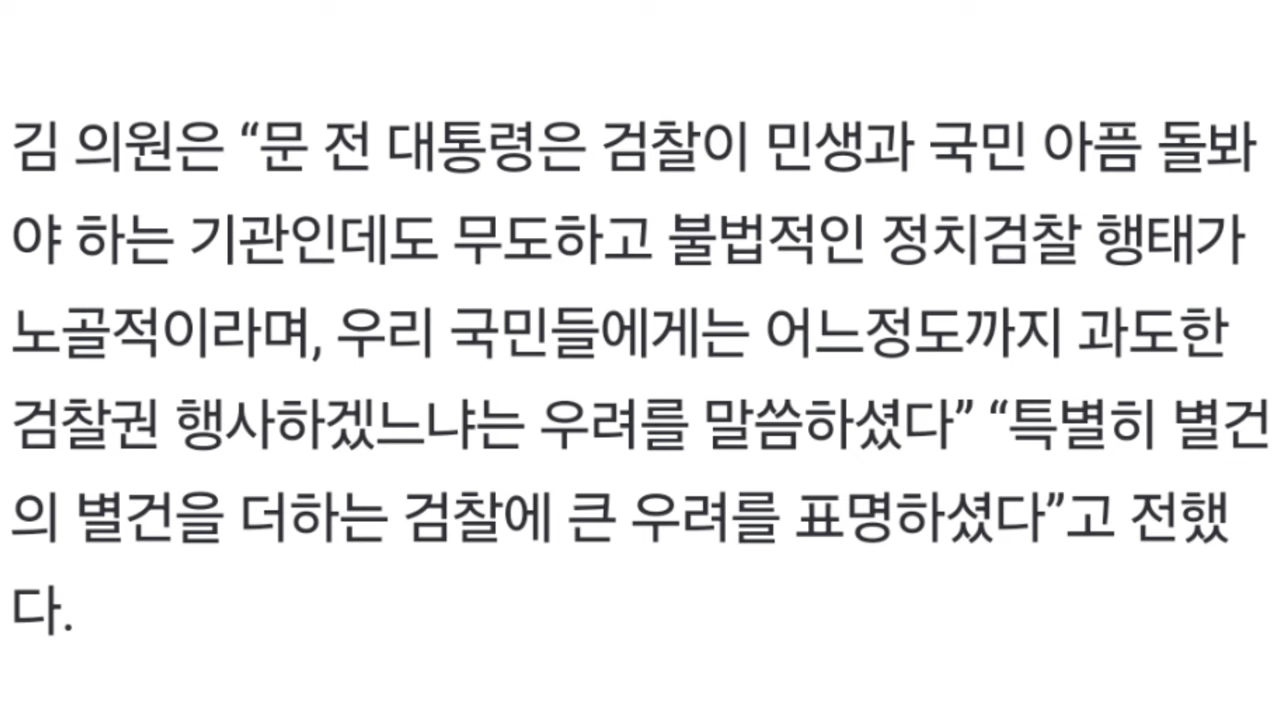 김 의원은 “문 전 대통령은 검찰이 민생과 국민 아픔 돌봐
야 하는 기관인데도 무도하고 불법적인 정치검찰 행태가
노골적이라며, 우리 국민들에게는 어느정도까지 과도한
검찰권 행사하겠느냐는 우려를 말씀하셨다” “특별히 별건
의 별건을 더하는 검찰에 큰 우려를 표명하셨다”고 전했
다.